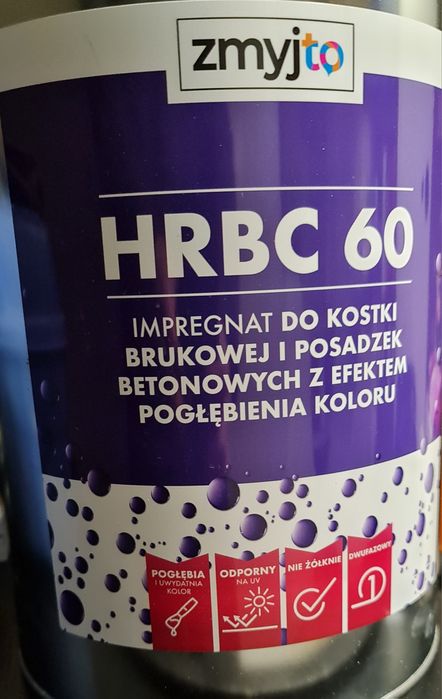 zmyjto
HRBC 60
IMPREGNAT DO KOSTKI
BRUKOWEJ I POSADZEK
BETONOWYCH Z EFEKTEM
POGŁĘBIENIA KOLORU
POGŁĘBIA
I UWYDATNIA
KOLOR
ODPORNY
NA UV
NIE ŻÓŁKNIE
DWUFAZOWY
1